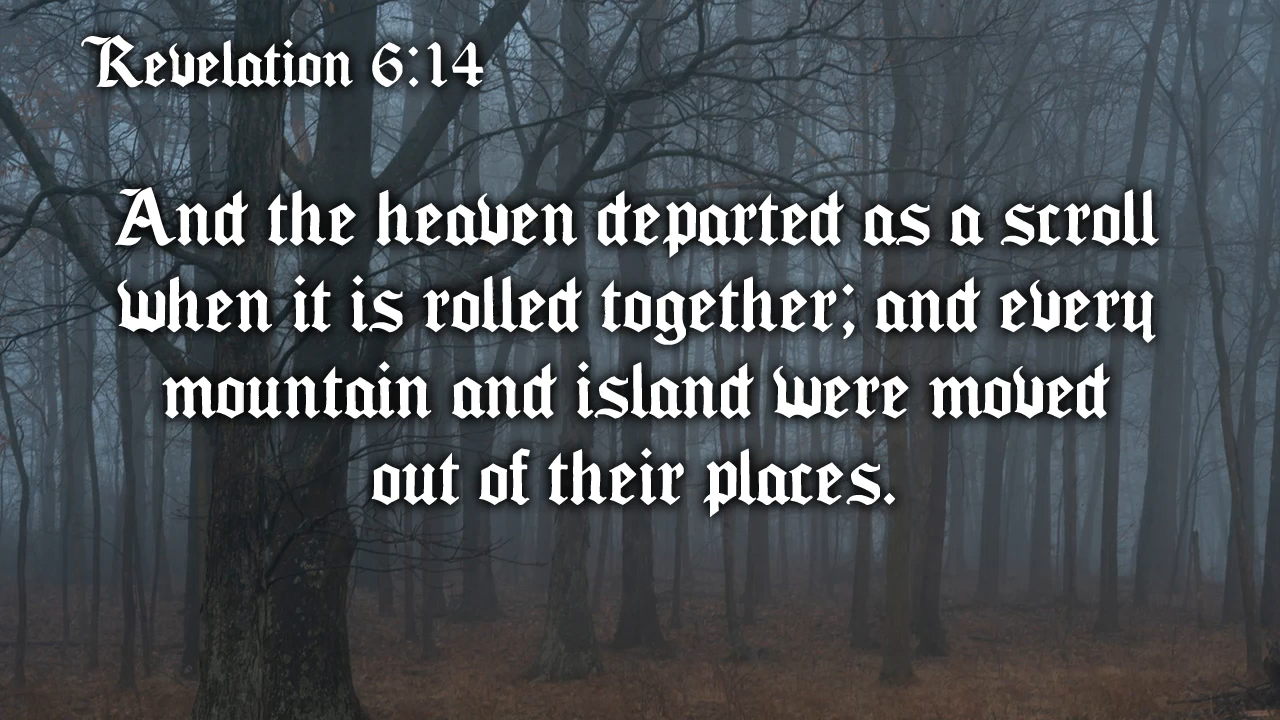 Revelation 6:14
And the heaven departed as a scroll
when it is rolled together; and every
mountain and island were moved
out of their places.